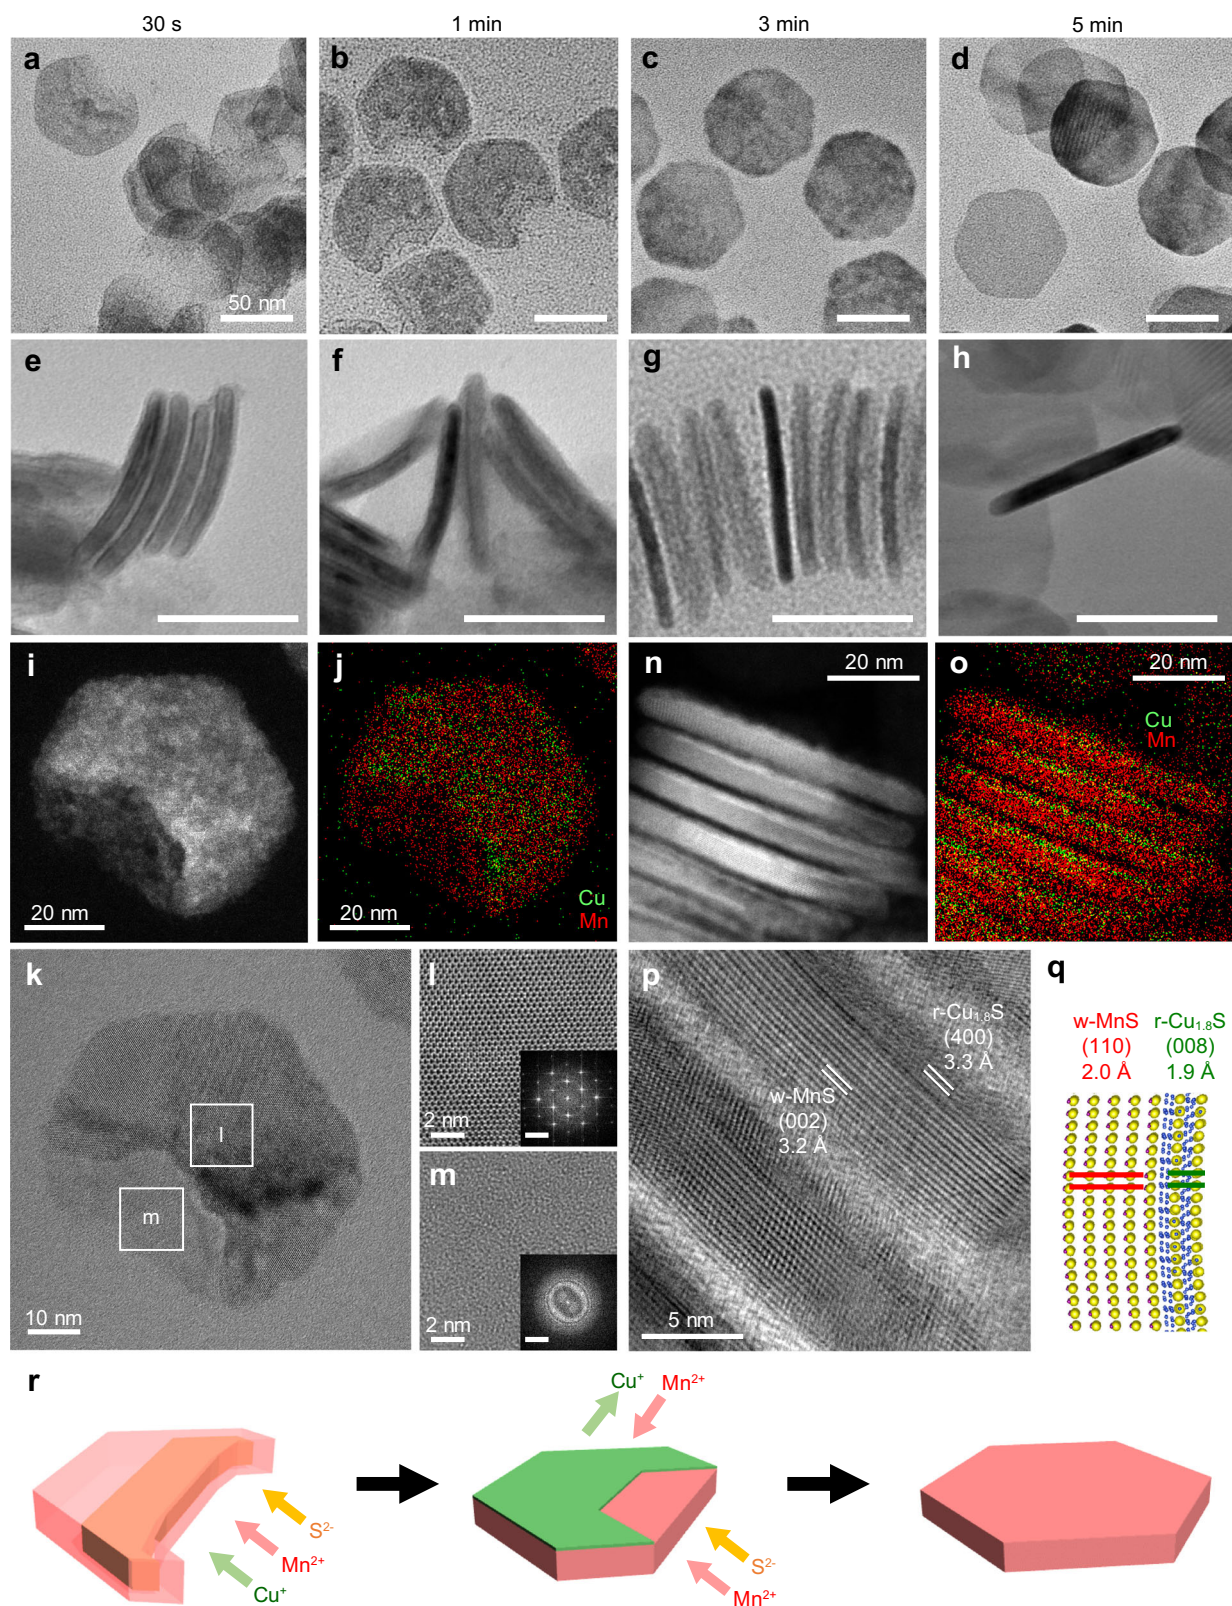 30 s
1 min
3 min
5 min
a
50 nm
b
c
d
e
f
g
h
i
20 nm
j
20 nm
Cu
Mn
n
20 nm
o
20 nm
Cu
Mn
k
l
m
10 nm
l
2 nm
m
2 nm
p
r-Cu₁.₈S
(400)
3.3 Å
w-MnS
(002)
3.2 Å
5 nm
q
w-MnS
(110)
2.0 Å
r-Cu₁.₈S
(008)
1.9 Å
r
S²⁻
Mn²⁺
Cu⁺
Cu⁺
Mn²⁺
S²⁻
Mn²⁺